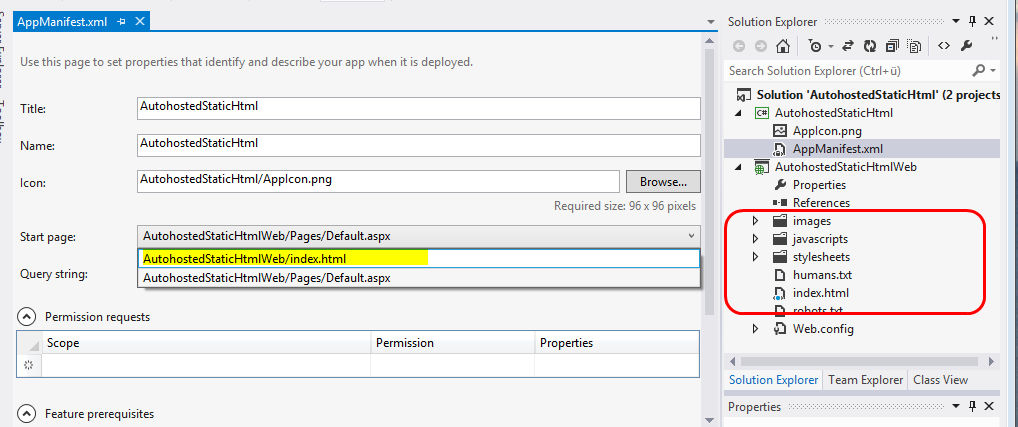 AppManifest.xml
Use this page to set properties that identify and describe your app when it is deployed.
Title: AutohostedStaticHtml
Name: AutohostedStaticHtml
Icon: AutohostedStaticHtml/AppIcon.png Browse...
Required size: 96 x 96 pixels
Start page: AutohostedStaticHtmlWeb/Pages/Default.aspx
AutohostedStaticHtmlWeb/index.html
Query string: AutohostedStaticHtmlWeb/Pages/Default.aspx
Permission requests
Scope Permission Properties
Feature prerequisites
Solution Explorer
Search Solution Explorer (Ctrl+ü)
Solution 'AutohostedStaticHtml' (2 projects
C# AutohostedStaticHtml
AppIcon.png
AppManifest.xml
AutohostedStaticHtmlWeb
Properties
References
images
javascripts
stylesheets
humans.txt
index.html
robots.txt
Web.config
Solution Explorer Team Explorer Class View
Properties